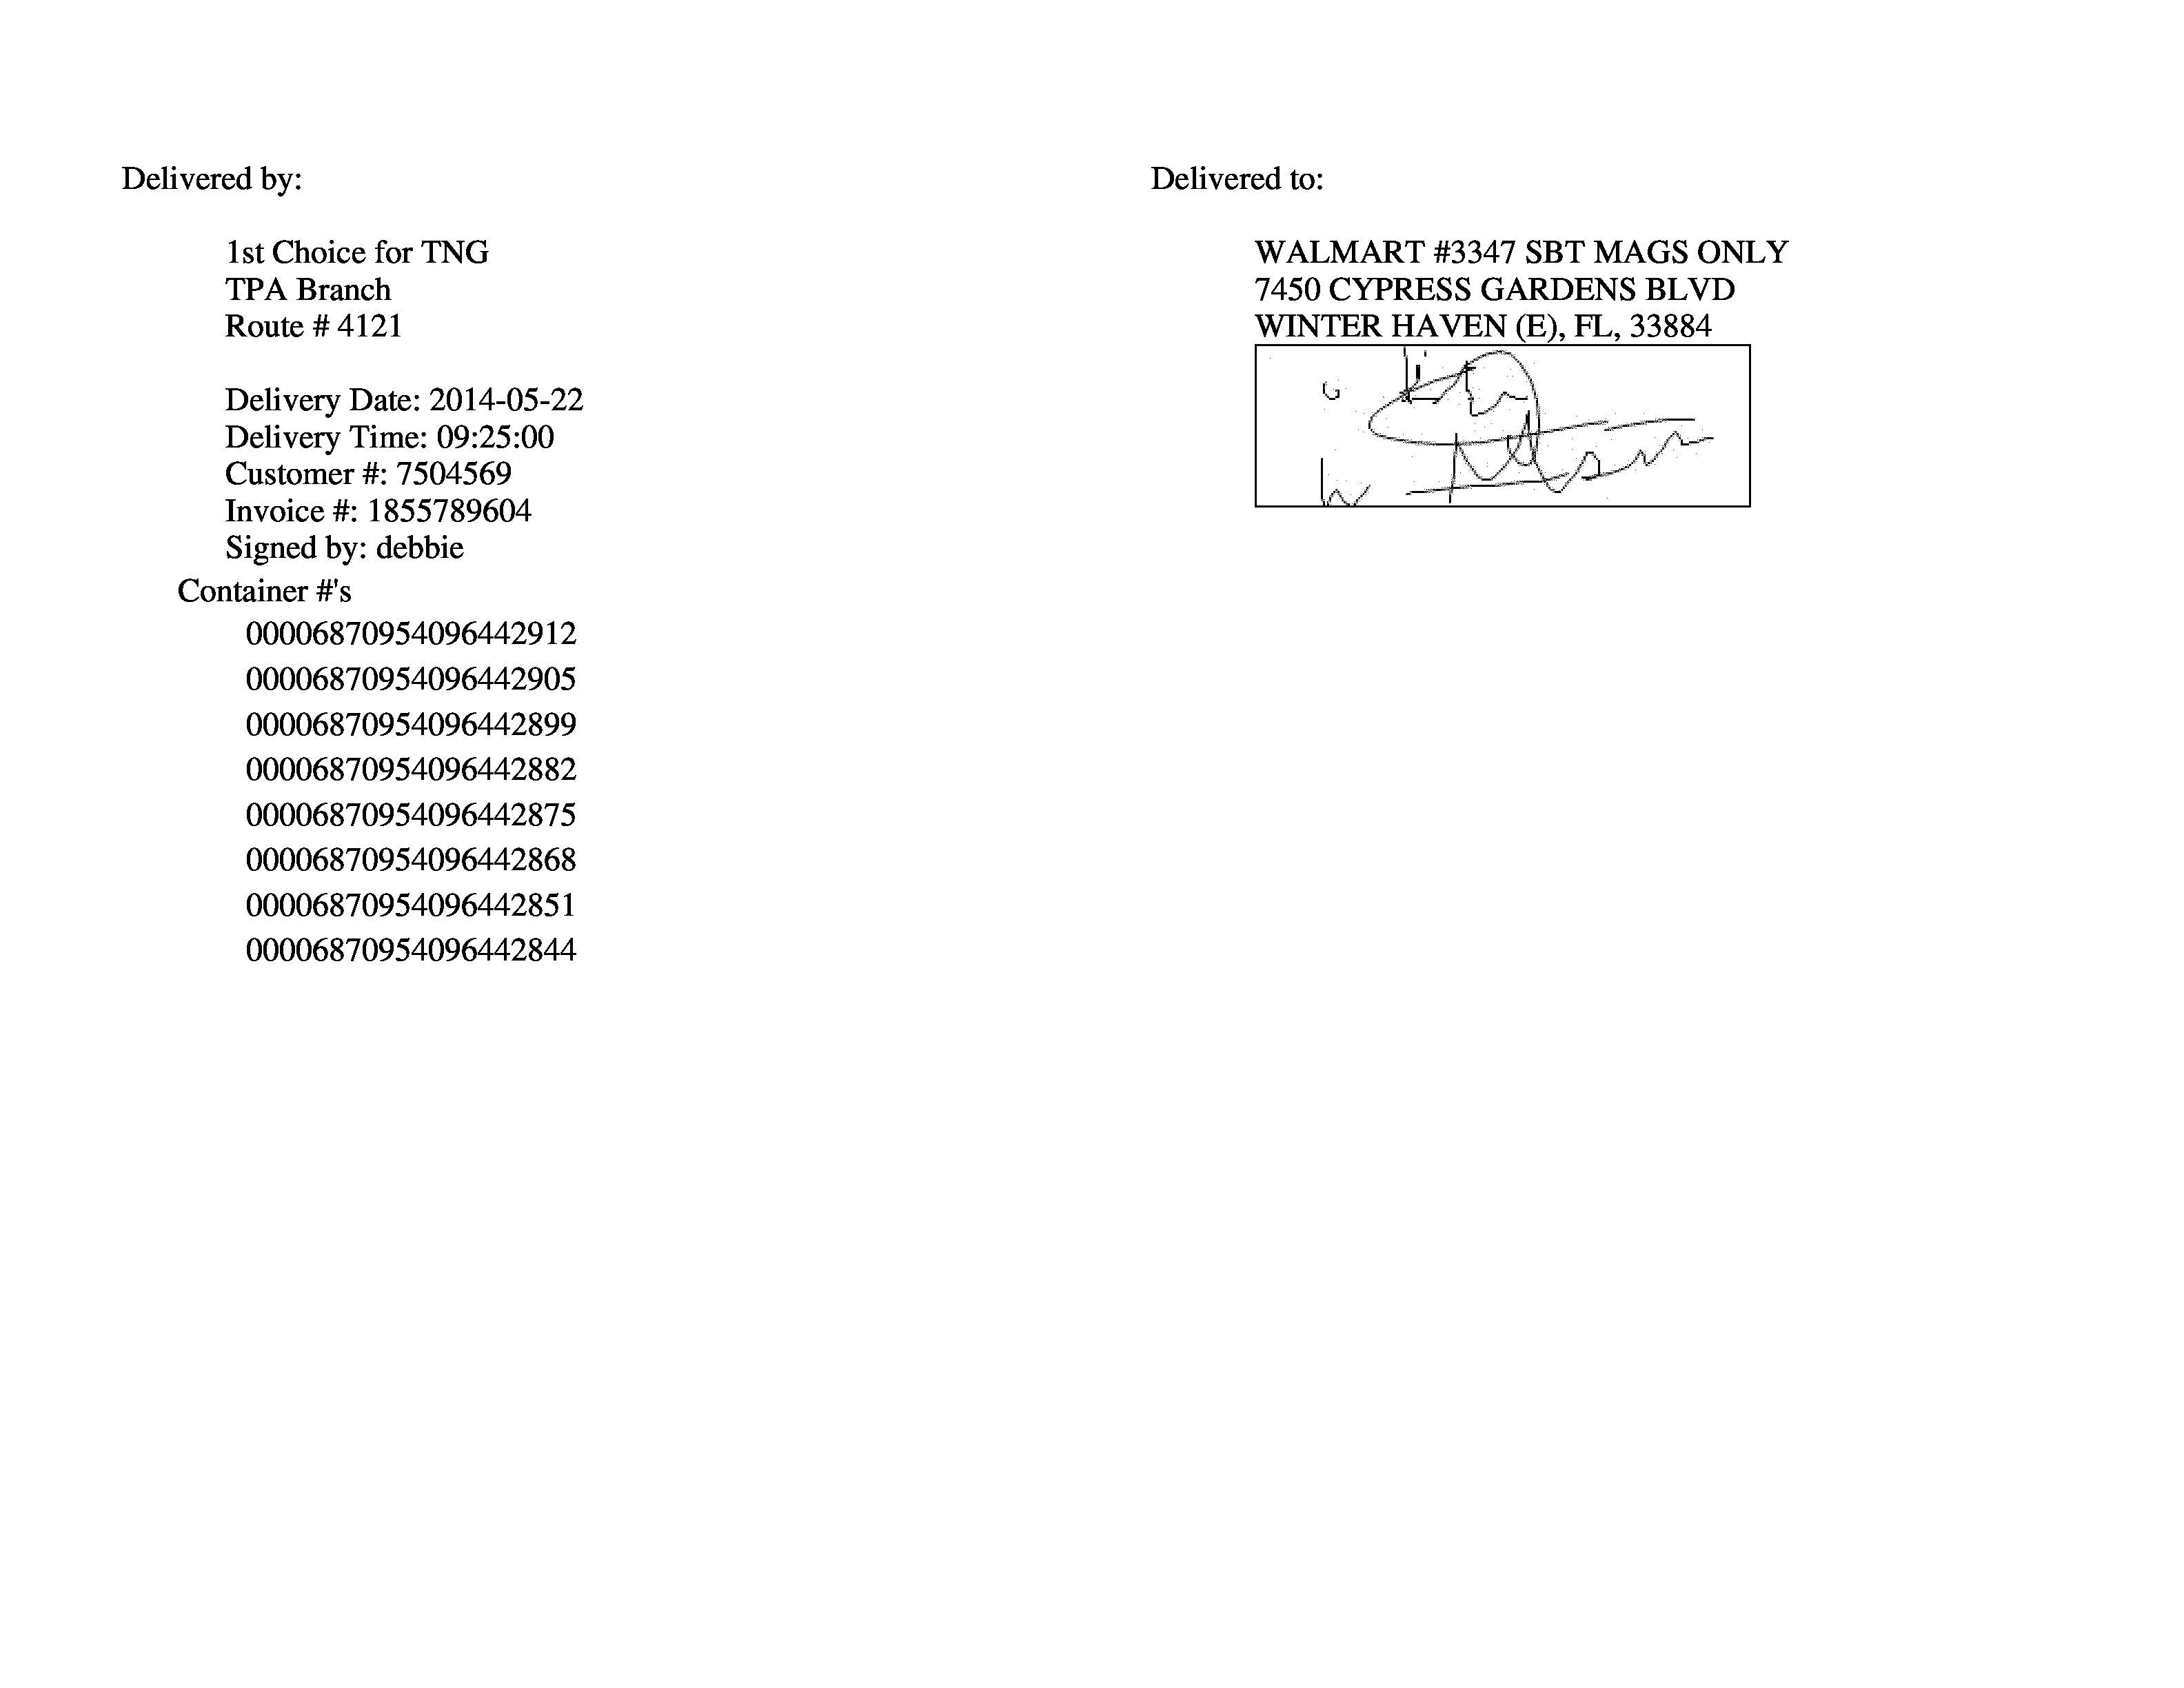 Delivered by:
1st Choice for TNG
TPA Branch
Route # 4121
Delivery Date: 2014-05-22
Delivery Time: 09:25:00
Customer #: 7504569
Invoice #: 1855789604
Signed by: debbie
Container #'s
00006870954096442912
00006870954096442905
00006870954096442899
00006870954096442882
00006870954096442875
00006870954096442868
00006870954096442851
00006870954096442844
Delivered to:
WALMART #3347 SBT MAGS ONLY
7450 CYPRESS GARDENS BLVD
WINTER HAVEN (E), FL, 33884